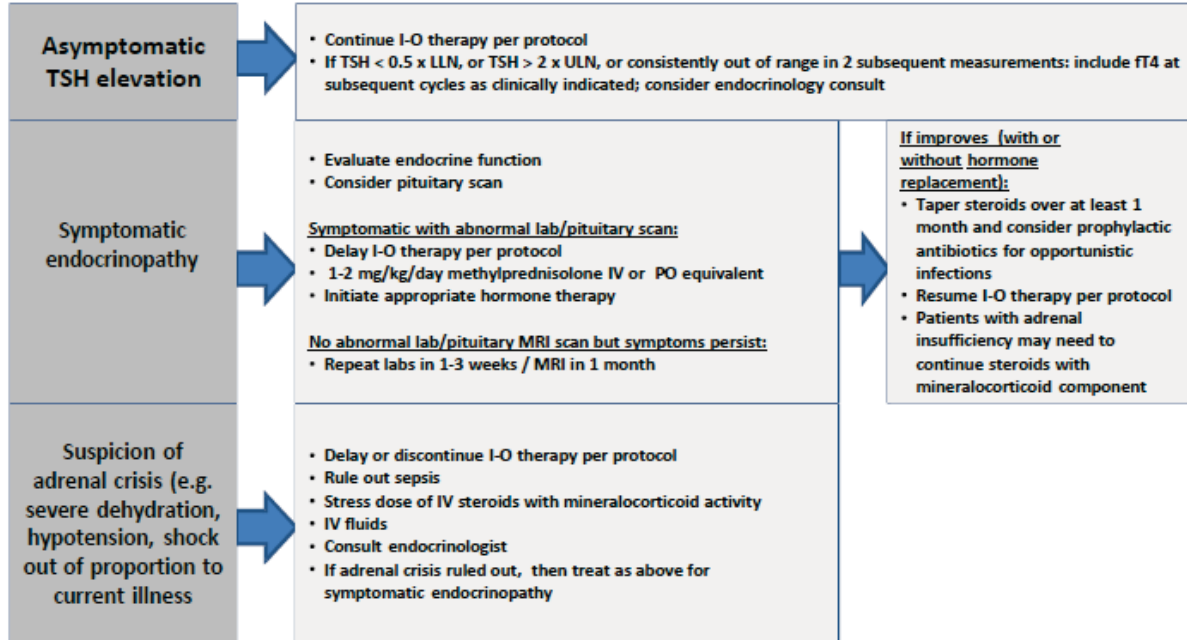 Asymptomatic
TSH elevation
• Continue I-O therapy per protocol
• If TSH < 0.5 x LLN, or TSH > 2 x ULN, or consistently out of range in 2 subsequent measurements: include fT4 at
subsequent cycles as clinically indicated; consider endocrinology consult
Symptomatic
endocrinopathy
• Evaluate endocrine function
• Consider pituitary scan
Symptomatic with abnormal lab/pituitary scan:
• Delay I-O therapy per protocol
• 1-2 mg/kg/day methylprednisolone IV or PO equivalent
• Initiate appropriate hormone therapy
No abnormal lab/pituitary MRI scan but symptoms persist:
• Repeat labs in 1-3 weeks / MRI in 1 month
If improves (with or
without hormone
replacement):
• Taper steroids over at least 1
month and consider prophylactic
antibiotics for opportunistic
infections
• Resume I-O therapy per protocol
• Patients with adrenal
insufficiency may need to
continue steroids with
mineralocorticoid component
Suspicion of
adrenal crisis (e.g.
severe dehydration,
hypotension, shock
out of proportion to
current illness
• Delay or discontinue I-O therapy per protocol
• Rule out sepsis
• Stress dose of IV steroids with mineralocorticoid activity
• IV fluids
• Consult endocrinologist
• If adrenal crisis ruled out, then treat as above for
symptomatic endocrinopathy